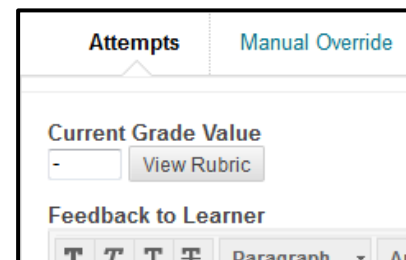 Attempts Manual Override
Current Grade Value
- View Rubric
Feedback to Learner
T T T T Paragraph